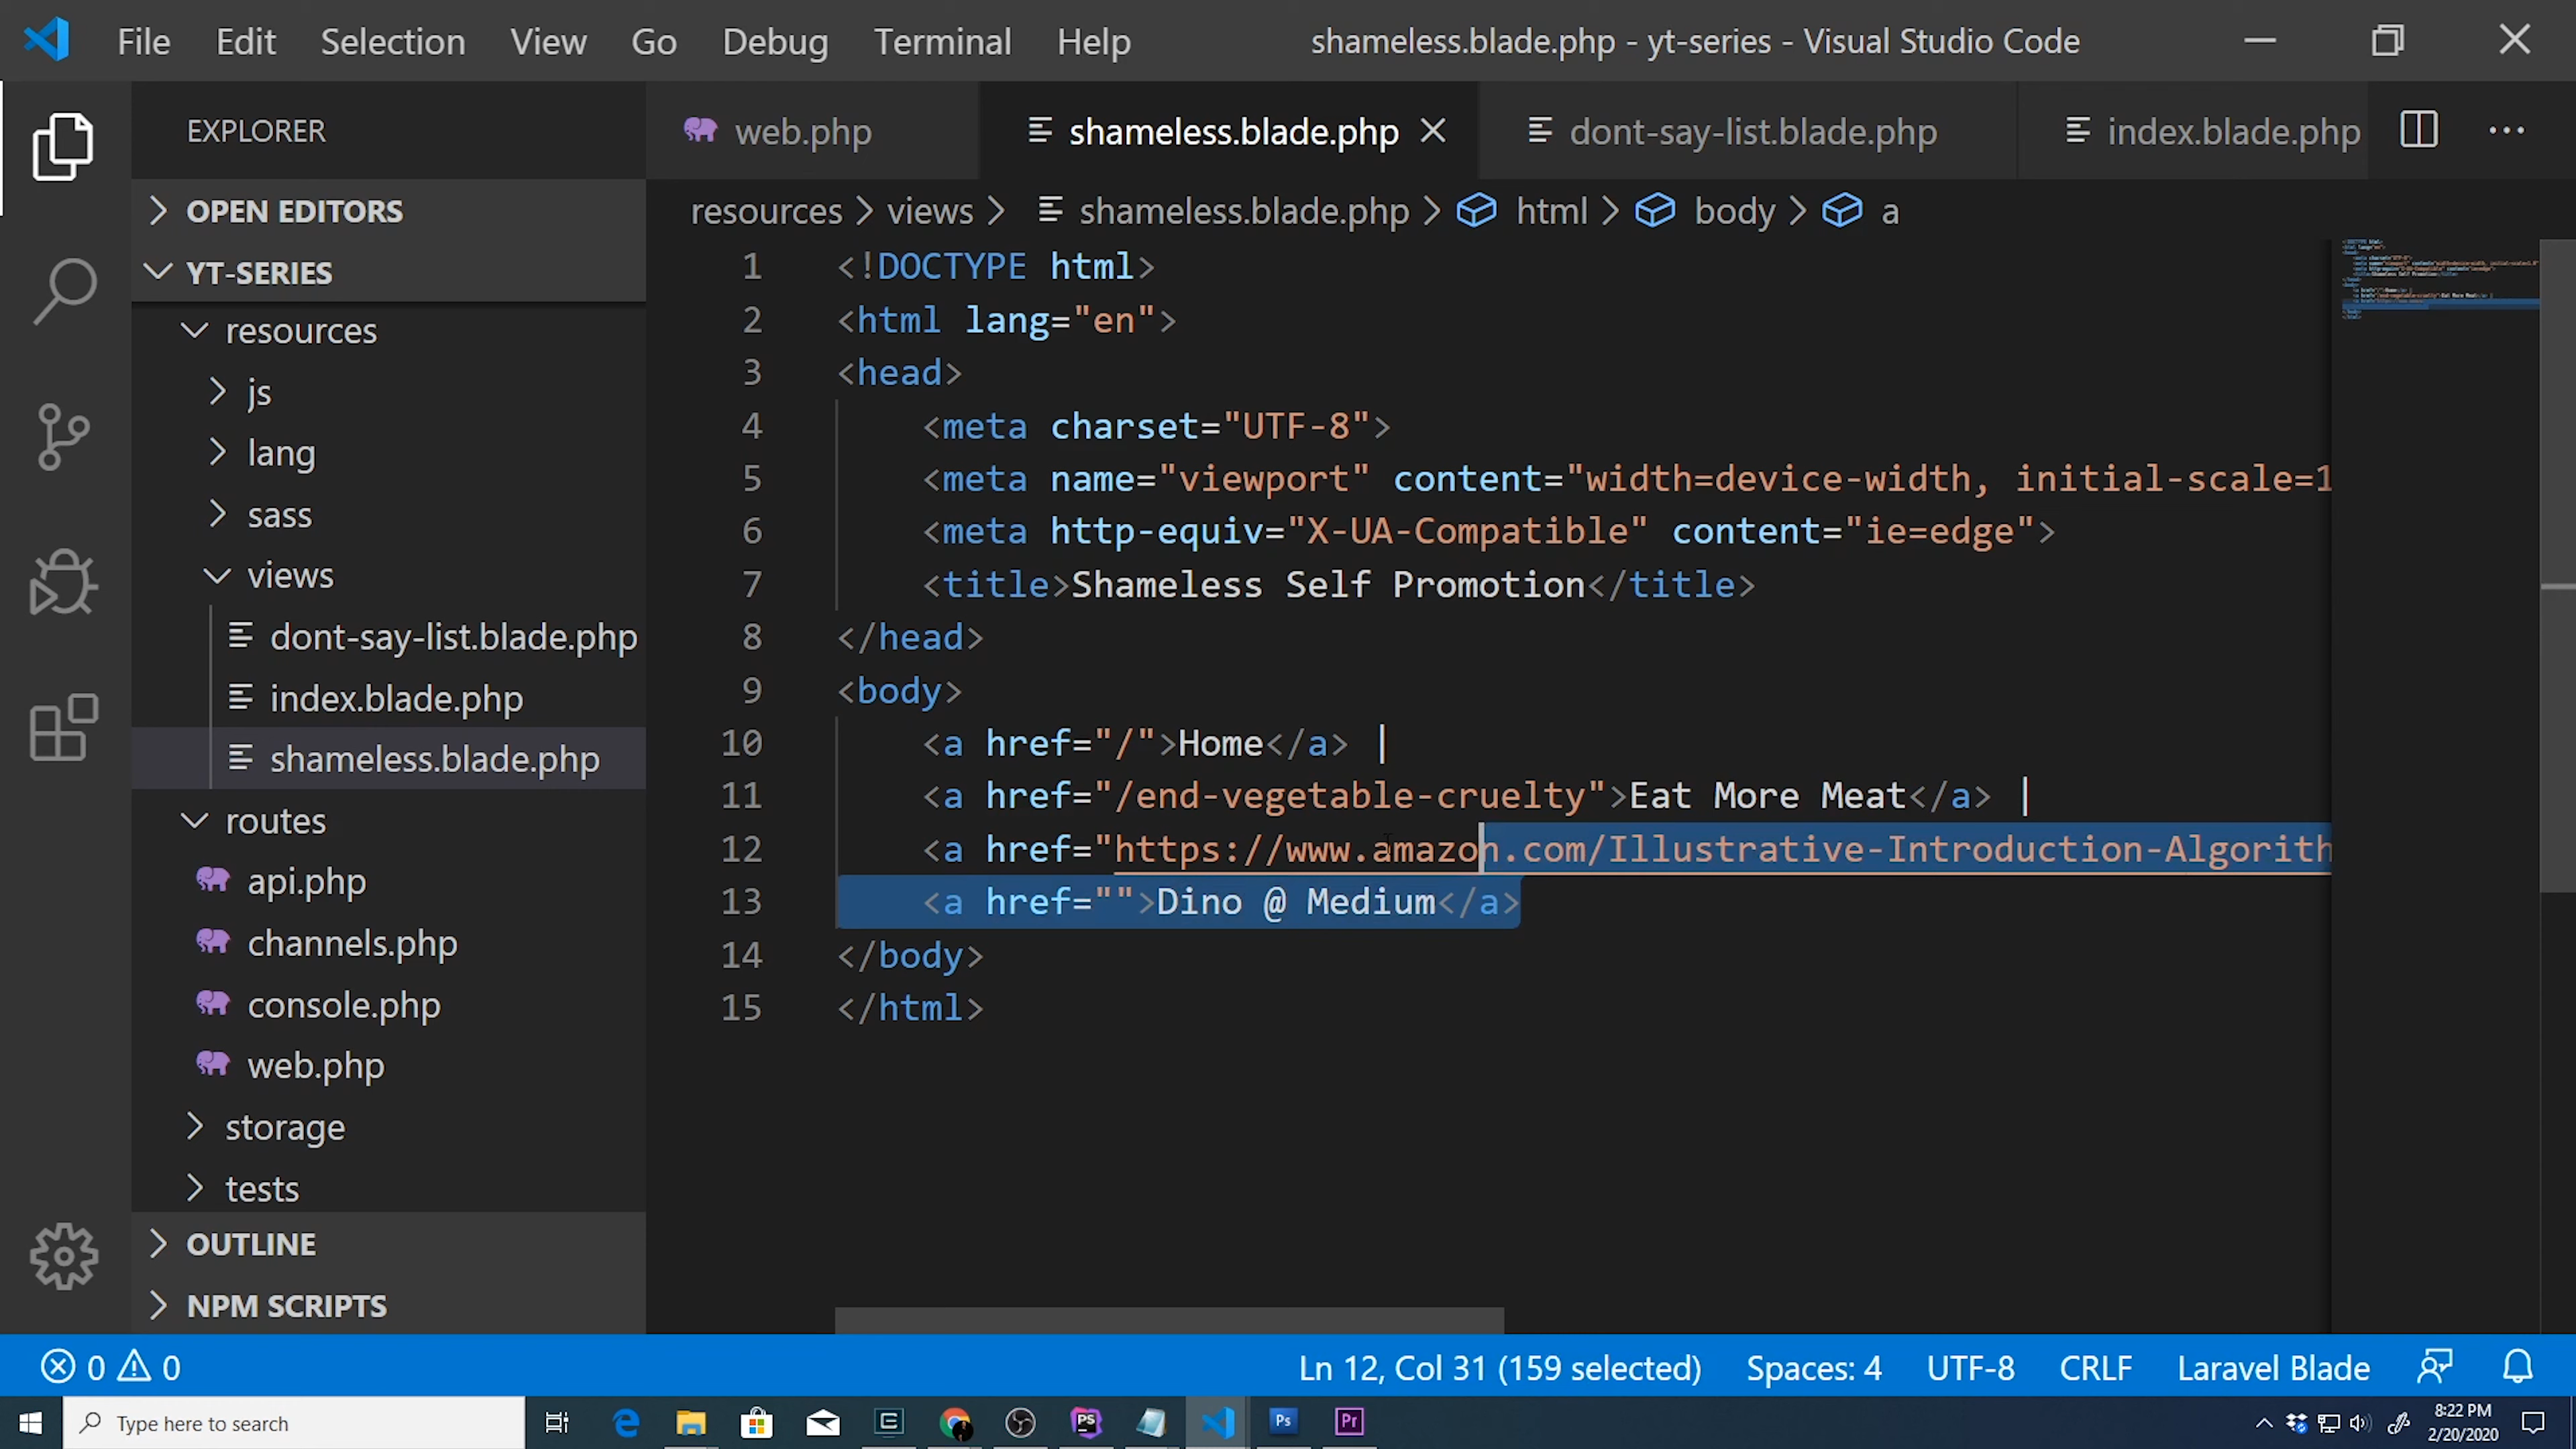 File Edit Selection View Go Debug Terminal Help shameless.blade.php - yt-series - Visual Studio Code
EXPLORER
OPEN EDITORS
YT-SERIES
resources
js
lang
sass
views
dont-say-list.blade.php
index.blade.php
shameless.blade.php
routes
api.php
channels.php
console.php
web.php
storage
tests
OUTLINE
NPM SCRIPTS
web.php shameless.blade.php dont-say-list.blade.php index.blade.php
resources > views > shameless.blade.php > html > body > a
1 <!DOCTYPE html>
2 <html lang="en">
3 <head>
4 <meta charset="UTF-8">
5 <meta name="viewport" content="width=device-width, initial-scale=1
6 <meta http-equiv="X-UA-Compatible" content="ie=edge">
7 <title>Shameless Self Promotion</title>
8 </head>
9 <body>
10 <a href="/">Home</a> |
11 <a href="/end-vegetable-cruelty">Eat More Meat</a> |
12 <a href="https://www.amazon.com/Illustrative-Introduction-Algorith
13 <a href="">Dino @ Medium</a>
14 </body>
15 </html>
0 0 Ln 12, Col 31 (159 selected) Spaces: 4 UTF-8 CRLF Laravel Blade
Type here to search
PS
Ps
Pr
8:22 PM
2/20/2020